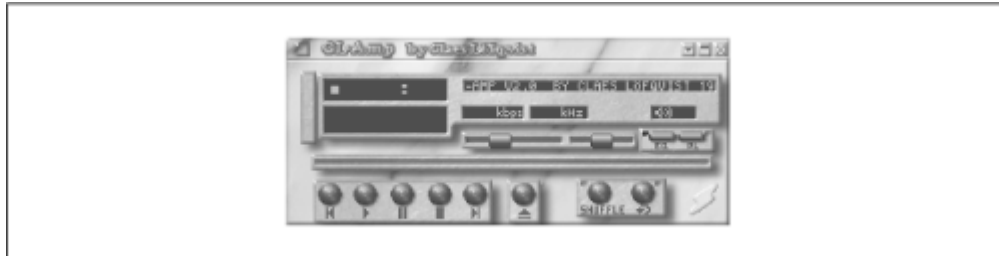 Cl-Amp by Claes Löfqvist
-AMP V2.0 BY CLAES LOFQVIST 19
kbps kHz
SHUFFLE